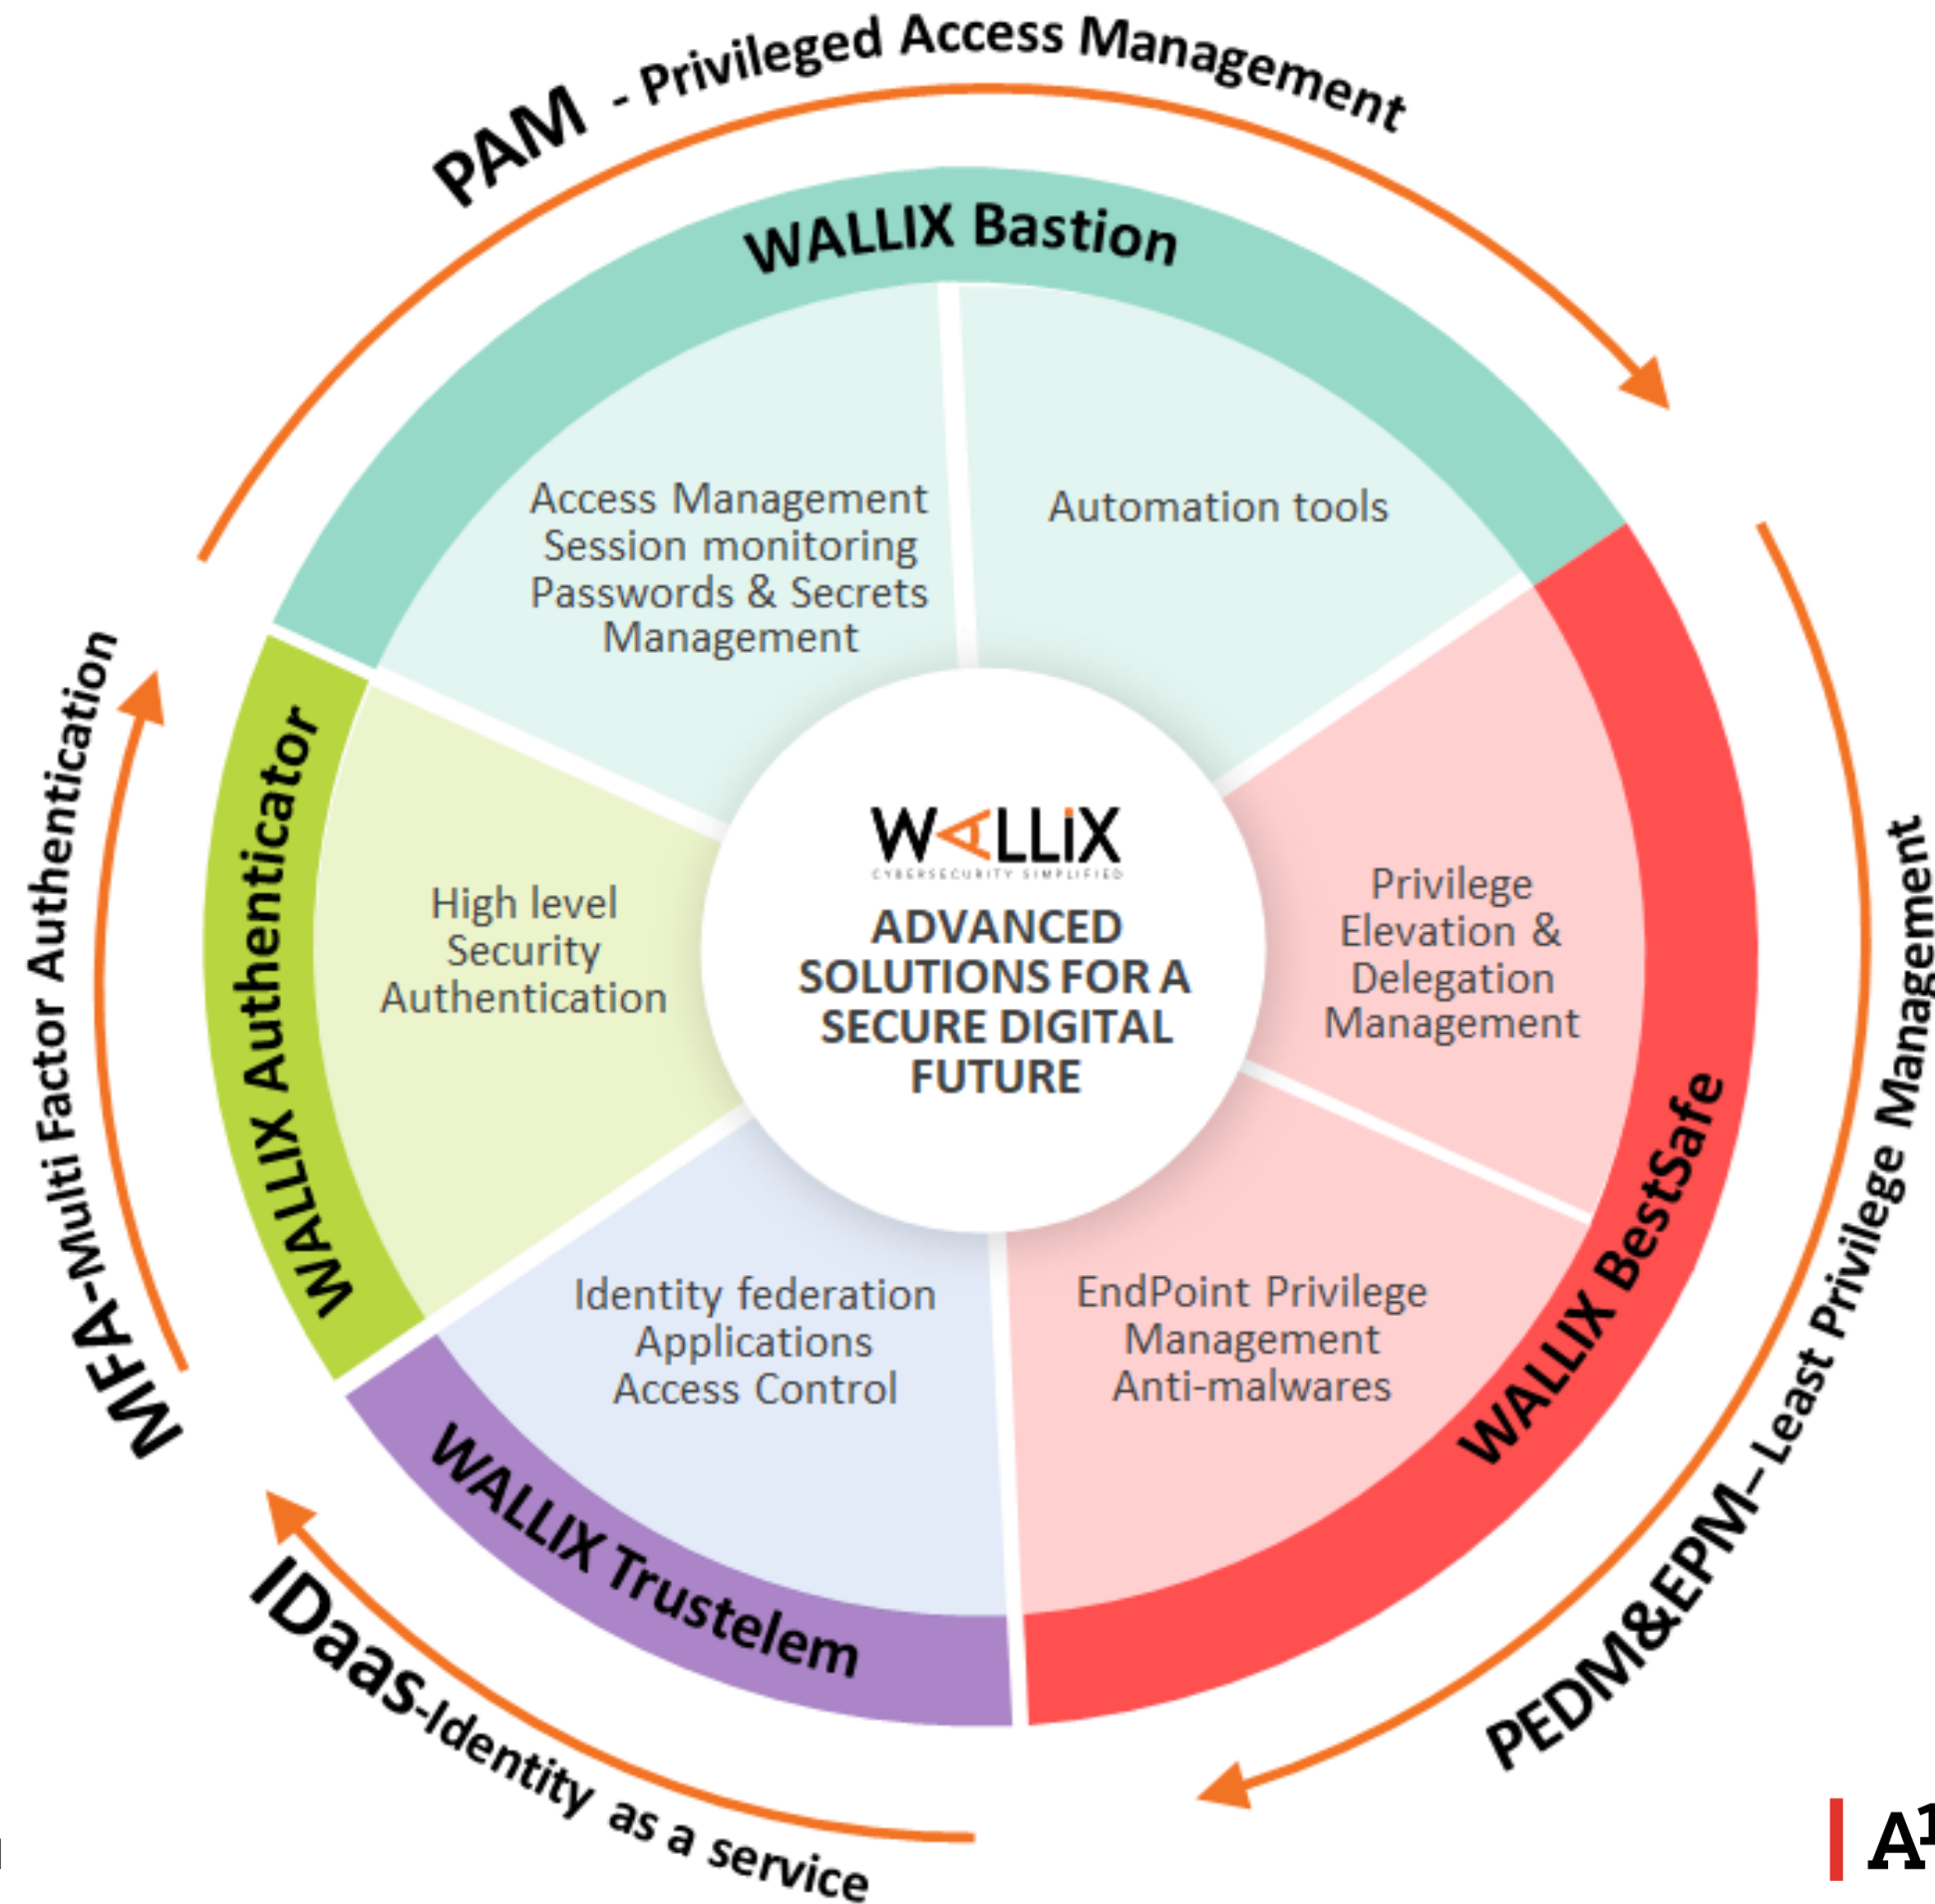 PAM - Privileged Access Management
WALLIX Bastion
Access Management
Session monitoring
Passwords & Secrets
Management
Automation tools
WALLIX Authenticator
MFA-Multi Factor Authentication
High level
Security
Authentication
WALLiX
CYBERSECURITY SIMPLIFIED
ADVANCED
SOLUTIONS FOR A
SECURE DIGITAL
FUTURE
Privilege
Elevation &
Delegation
Management
WALLIX BestSafe
PEDM&EPM–Least Privilege Management
Identity federation
Applications
Access Control
EndPoint Privilege
Management
Anti-malwares
WALLIX Trustelem
IDaas-Identity as a service
A1